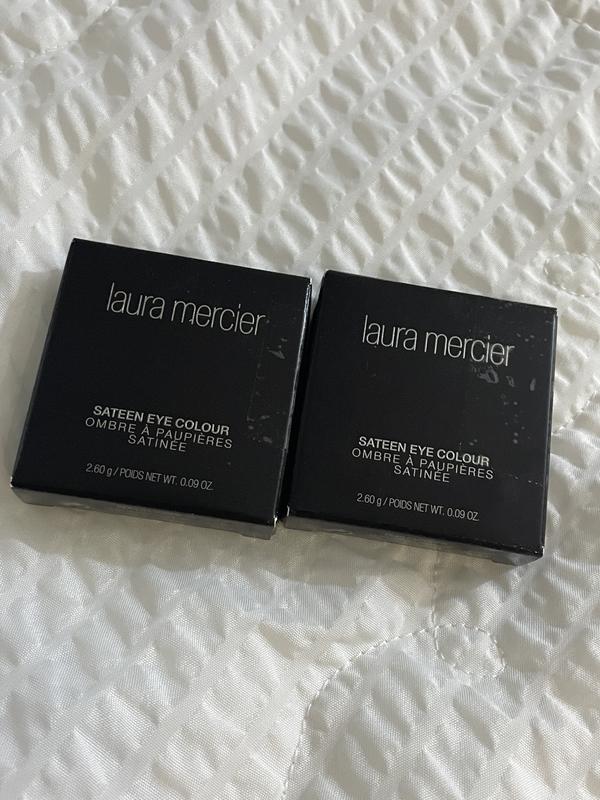 laura mercier
SATEEN EYE COLOUR
OMBRE À PAUPIÈRES
SATINÉE
2.60 g / POIDS NET WT. 0.09 OZ.
laura mercier
SATEEN EYE COLOUR
OMBRE À PAUPIÈRES
SATINÉE
2.60 g / POIDS NET WT. 0.09 OZ.